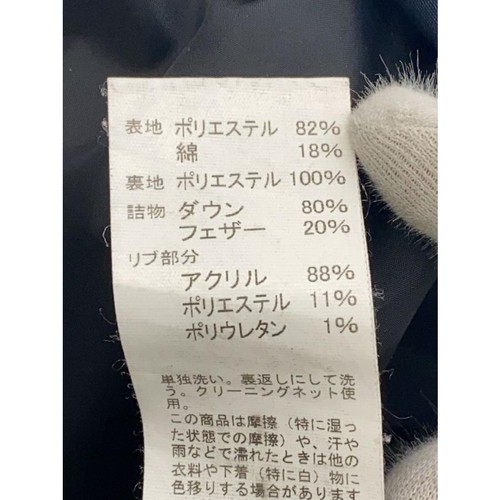 表地 ポリエステル 82%
綿 18%
裏地 ポリエステル 100%
詰物 ダウン 80%
フェザー 20%
リブ部分
アクリル 88%
ポリエステル 11%
ポリウレタン 1%
単独洗い。裏返しにして洗
う。クリーニングネット使
用。
この商品は摩擦（特に湿っ
た状態での摩擦）や、汗や
雨などで濡れたときは他の
衣料や下着（特に白）物に
色移りする場合があります